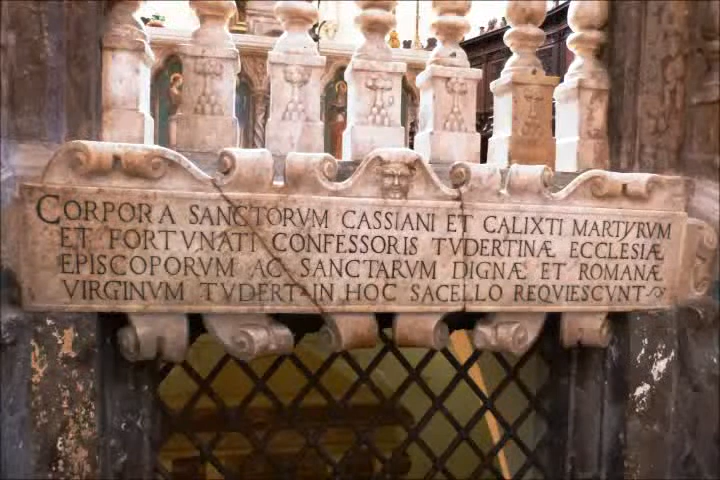 CORPORA SANCTORVM CASSIANI ET CALIXTI MARTVRVM
ET FORTVNATI CONFESSORIS TVDERTINÆ ECCLESIÆ
EPISCOPORVM AC SANCTARVM DIGNÆ ET ROMANÆ
VIRGINVM TVDERT· IN HOC SACELLO REQVIESCVNT